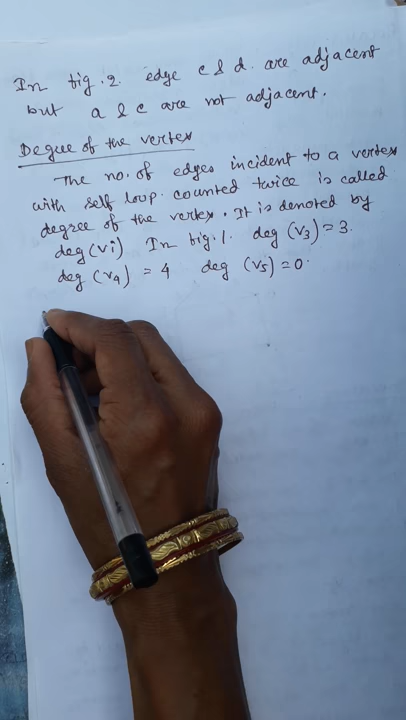 In fig. 2. edge c & d. are adjacent
but a & c are not adjacent.
Degue of the vertex
The no. of edges incident to a vertex
with self loop. counted twice is called
degree of the vertex. It is denoted by
deg (vi) In fig. 1. deg (v3) = 3.
deg (v4) = 4 deg (v5) = 0.